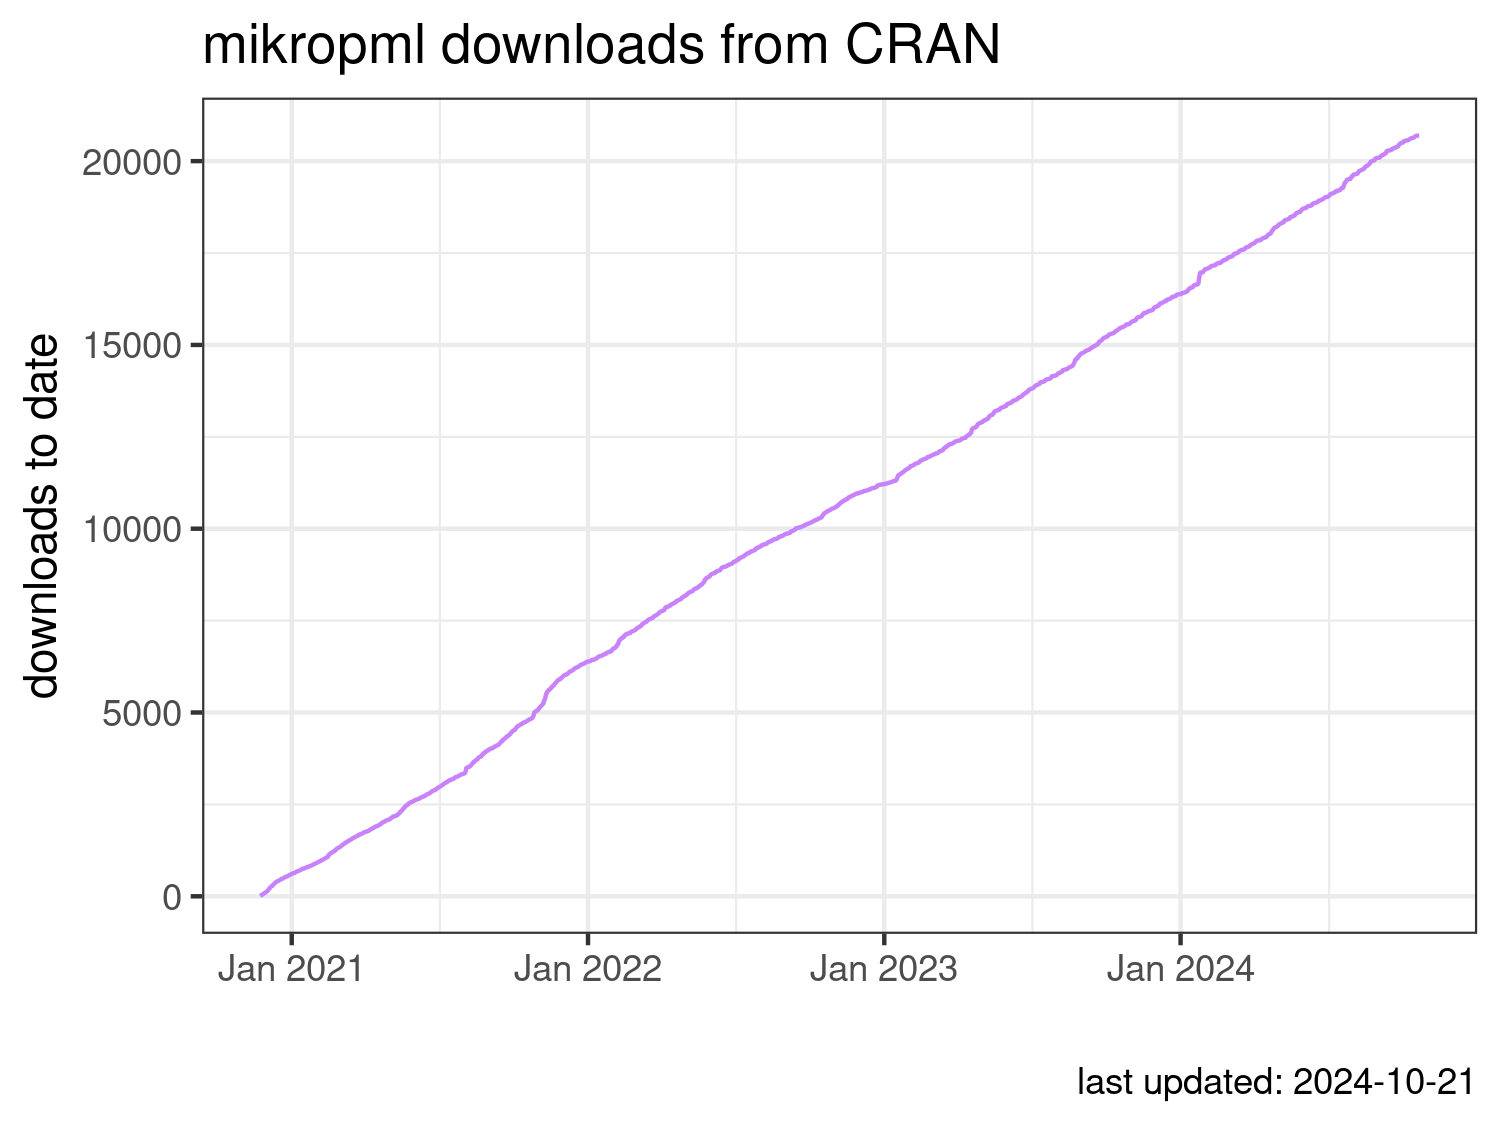 mikropml downloads from CRAN
downloads to date
20000
15000
10000
5000
0
Jan 2021 Jan 2022 Jan 2023 Jan 2024
last updated: 2024-10-21